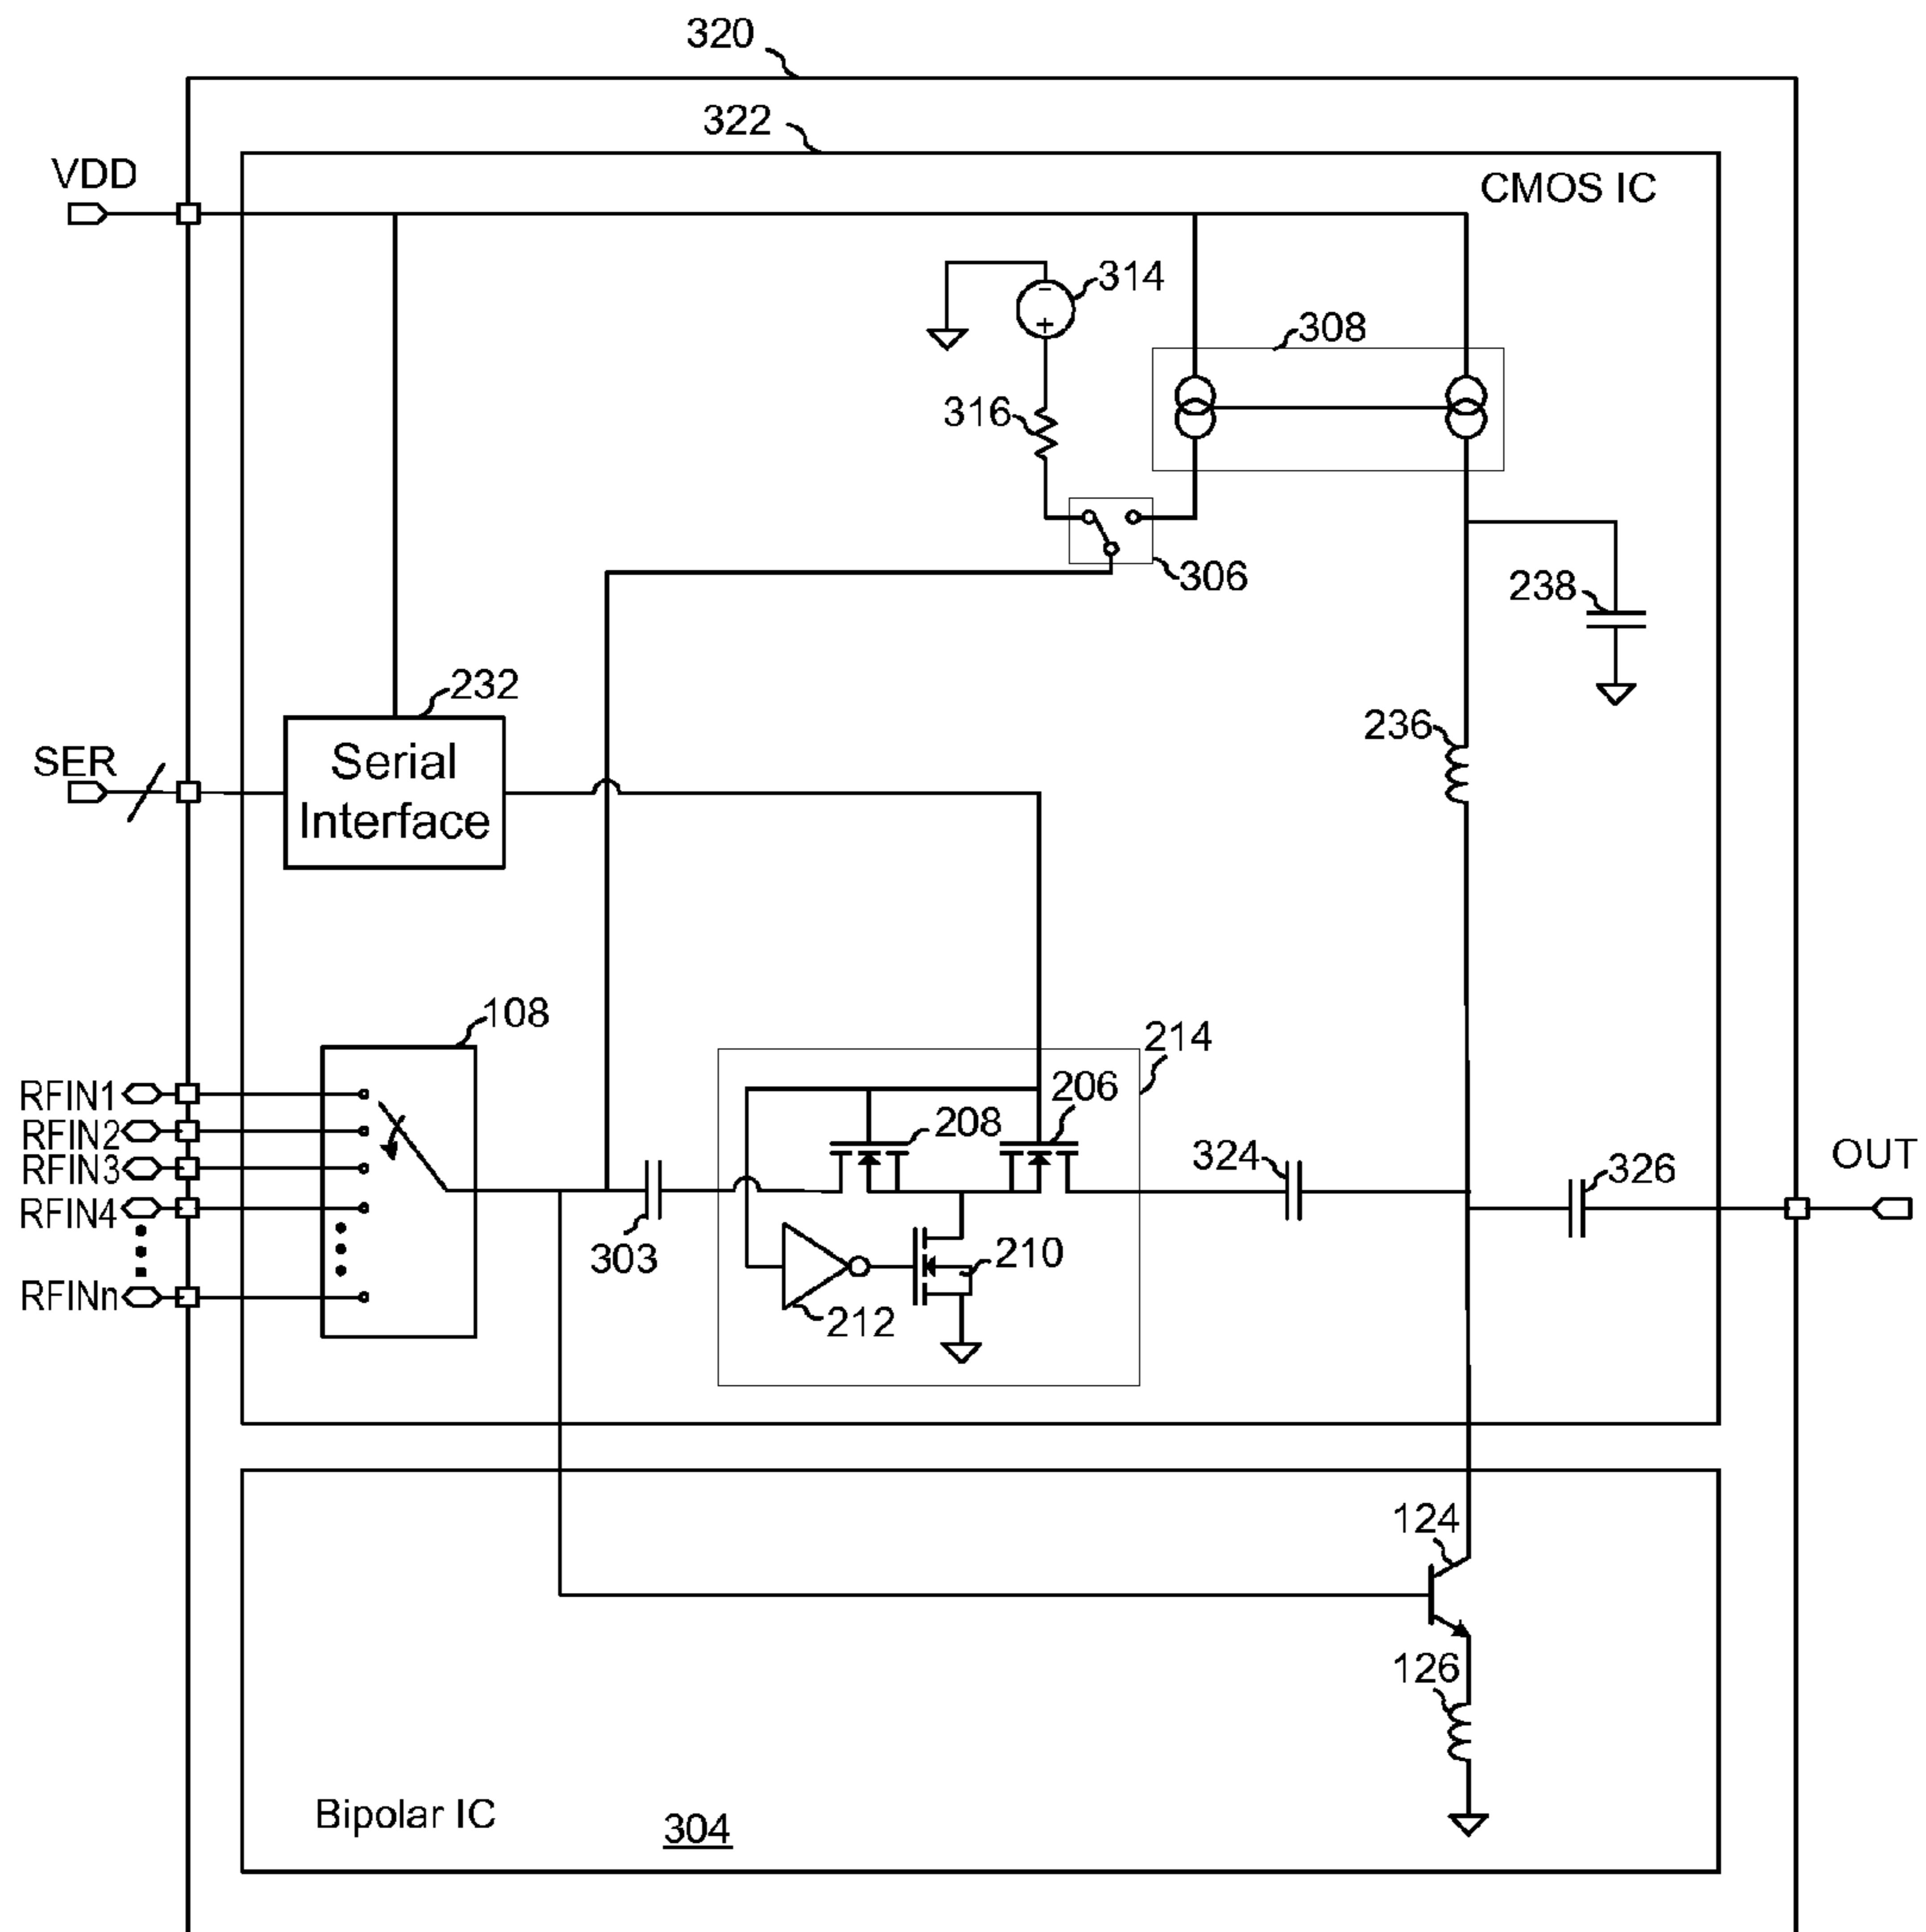 320
322
VDD
CMOS IC
314
308
316
306
238
232
236
SER
Serial
Interface
108
214
RFIN1
206
208
RFIN2
324
OUT
RFIN3
326
RFIN4
303
210
RFINn
212
124
126
Bipolar IC
304